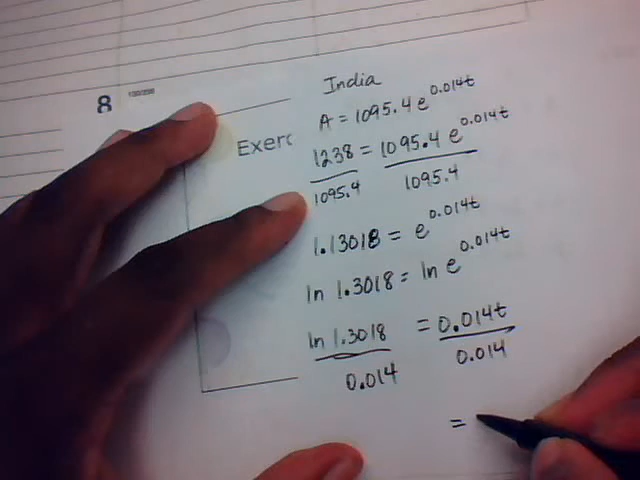 8
Exerc
India
A = 1095.4 e^0.014t
1238 = 1095.4 e^0.014t
1095.4 1095.4
1.13018 = e^0.014t
ln 1.3018 = ln e^0.014t
ln 1.3018 = 0.014t
0.014 0.014
=